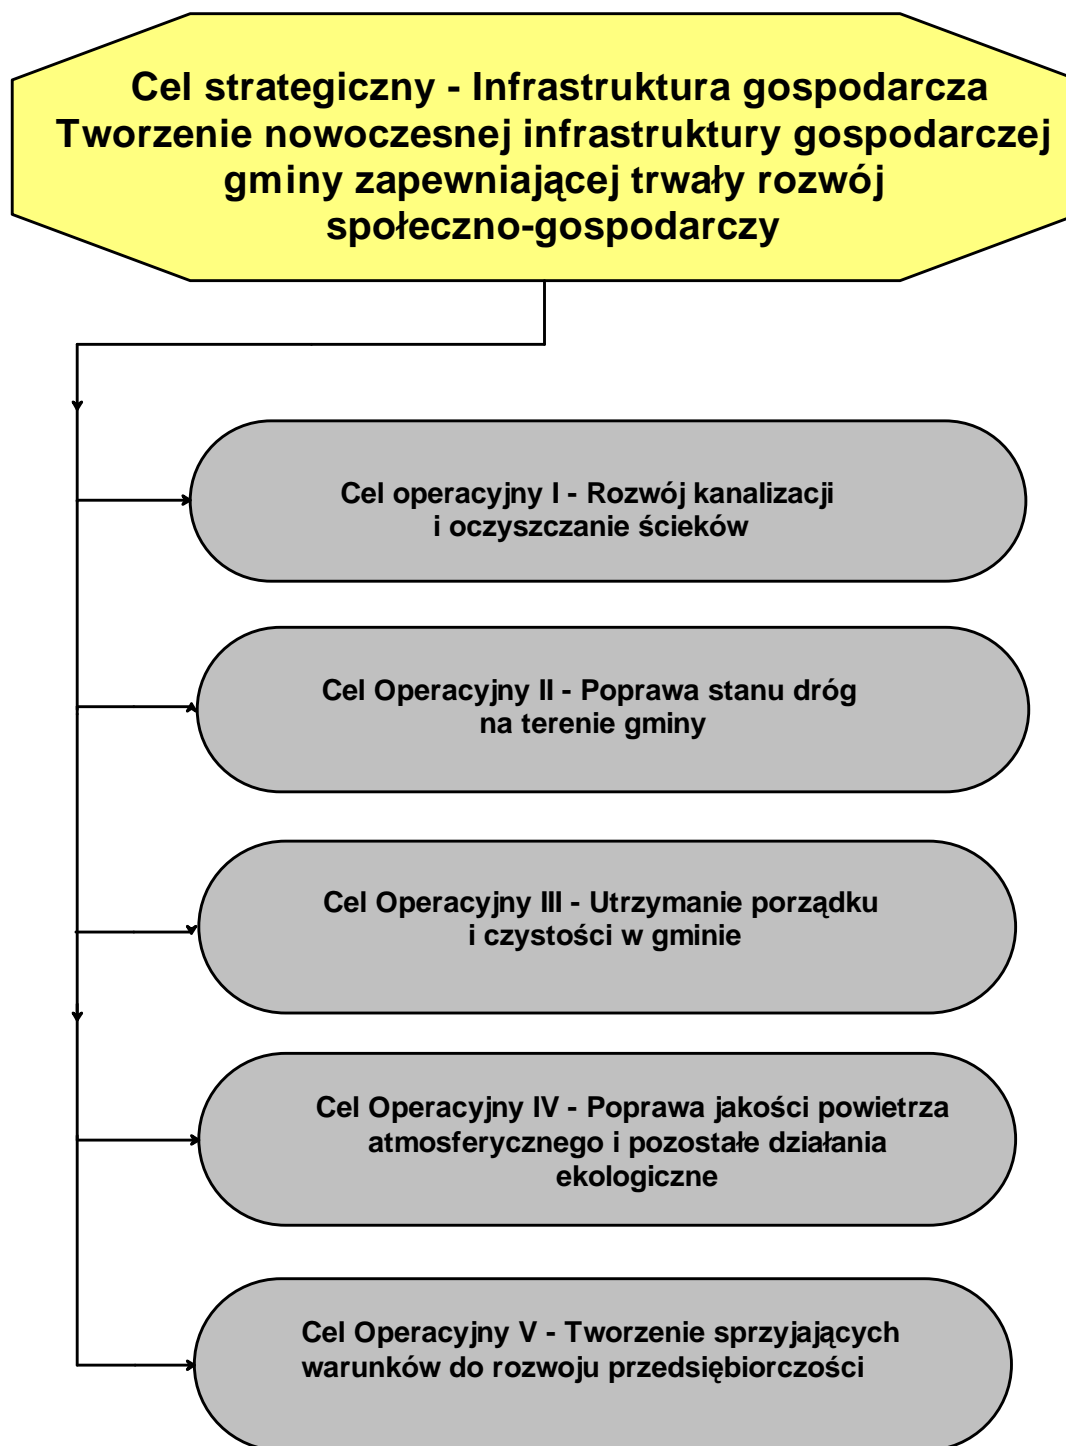 Cel strategiczny - Infrastruktura gospodarcza
Tworzenie nowoczesnej infrastruktury gospodarczej
gminy zapewniającej trwały rozwój
społeczno-gospodarczy
Cel operacyjny I - Rozwój kanalizacji
i oczyszczanie ścieków
Cel Operacyjny II - Poprawa stanu dróg
na terenie gminy
Cel Operacyjny III - Utrzymanie porządku
i czystości w gminie
Cel Operacyjny IV - Poprawa jakości powietrza
atmosferycznego i pozostałe działania
ekologiczne
Cel Operacyjny V - Tworzenie sprzyjających
warunków do rozwoju przedsiębiorczości